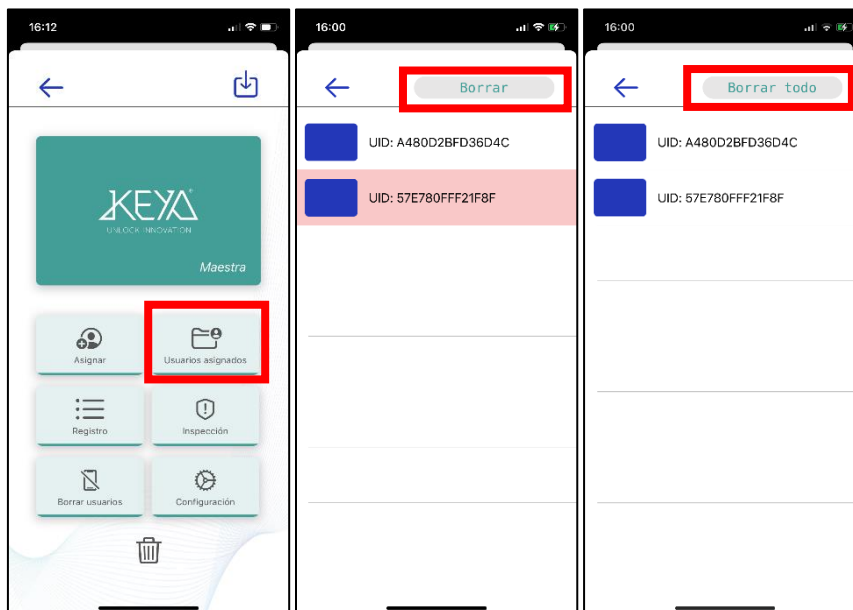 16:12
KEYA
UNLOCK INNOVATION
Maestra
Asignar
Usuarios asignados
Registro
Inspección
Borrar usuarios
Configuración
16:00
Borrar
UID: A480D2BFD36D4C
UID: 57E780FFF21F8F
16:00
Borrar todo
UID: A480D2BFD36D4C
UID: 57E780FFF21F8F